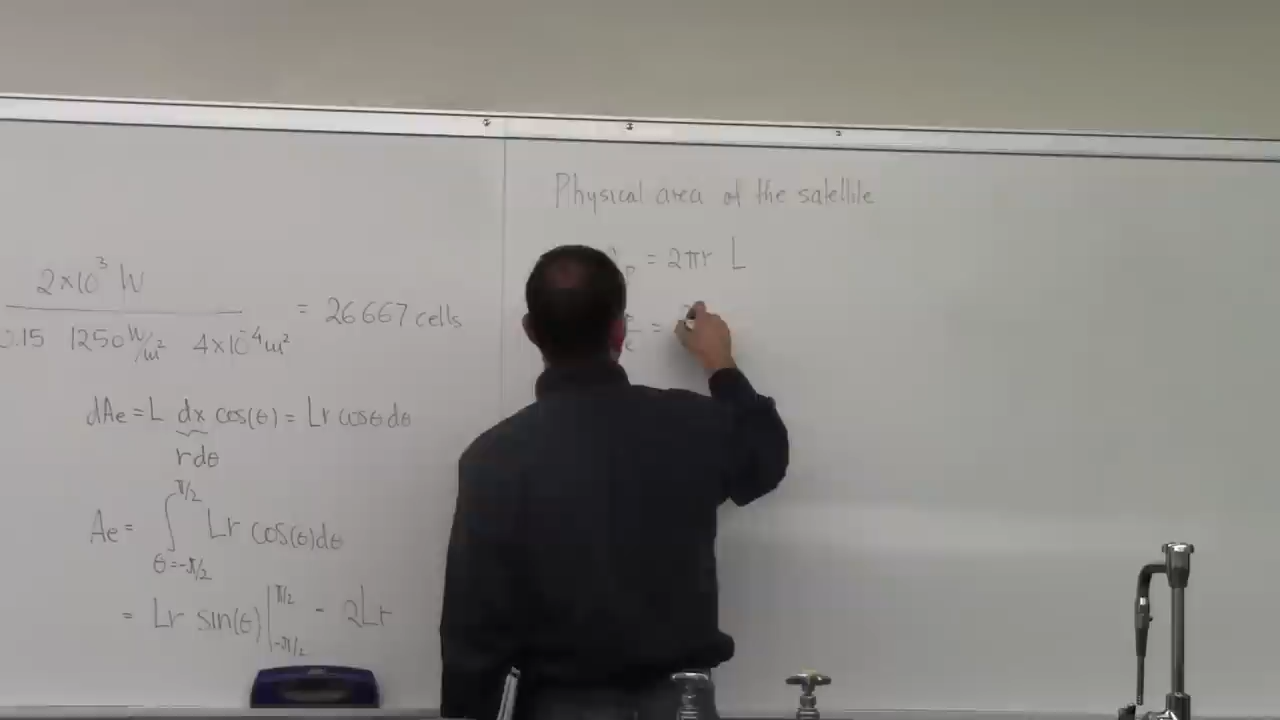 2×10³ W
0.15 1250 W/m² 4×10⁻⁴ m² = 26667 cells
dAe = L dx cos(θ) = Lr cosθ dθ
rdθ
π/2
Ae = ∫ Lr cos(θ)dθ
θ=-π/2
= Lr sin(θ)|π/2 -π/2 - 2Lr
Physical area of the satellite
p = 2πr L
=